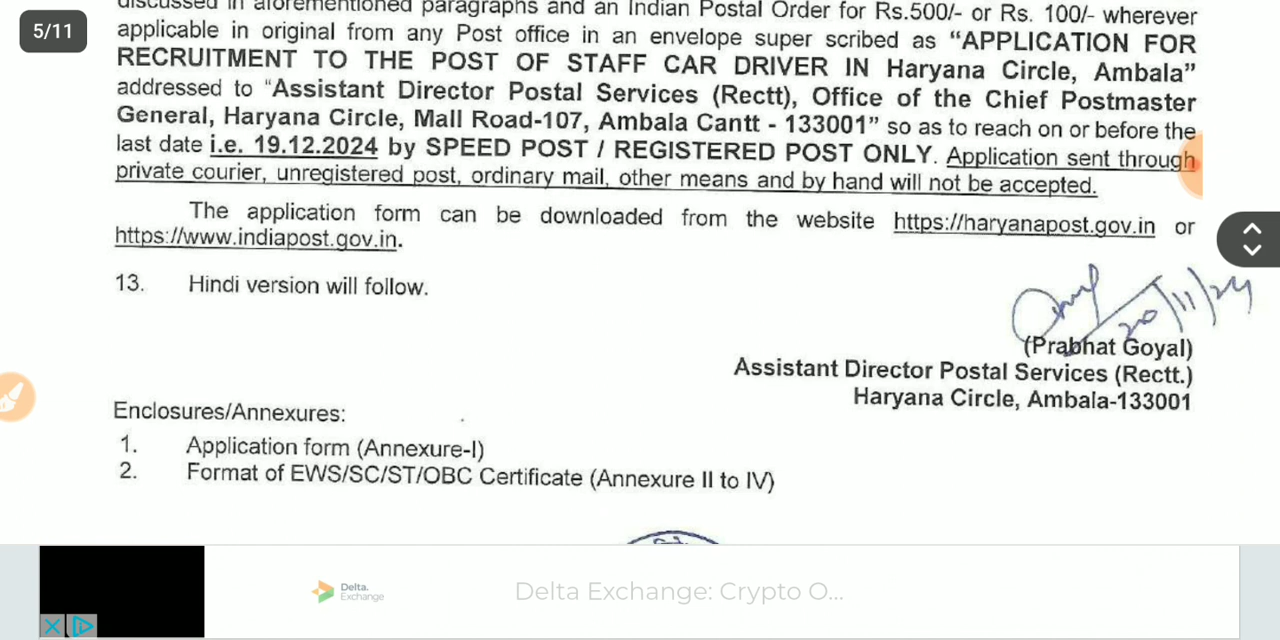 discussed in aforementioned paragraphs and an Indian Postal Order for Rs.500/- or Rs. 100/- wherever
5/11
applicable in original from any Post office in an envelope super scribed as "APPLICATION FOR
RECRUITMENT TO THE POST OF STAFF CAR DRIVER IN Haryana Circle, Ambala"
addressed to "Assistant Director Postal Services (Rectt), Office of the Chief Postmaster
General, Haryana Circle, Mall Road-107, Ambala Cantt - 133001" so as to reach on or before the
last date i.e. 19.12.2024 by SPEED POST / REGISTERED POST ONLY. Application sent through
private courier, unregistered post, ordinary mail, other means and by hand will not be accepted.
The application form can be downloaded from the website https://haryanapost.gov.in or
https://www.indiapost.gov.in.
13. Hindi version will follow.
20/11/24
(Prabhat Goyal)
Assistant Director Postal Services (Rectt.)
Haryana Circle, Ambala-133001
Enclosures/Annexures:
1. Application form (Annexure-I)
2. Format of EWS/SC/ST/OBC Certificate (Annexure II to IV)
Delta.
Exchange
Delta Exchange: Crypto O...